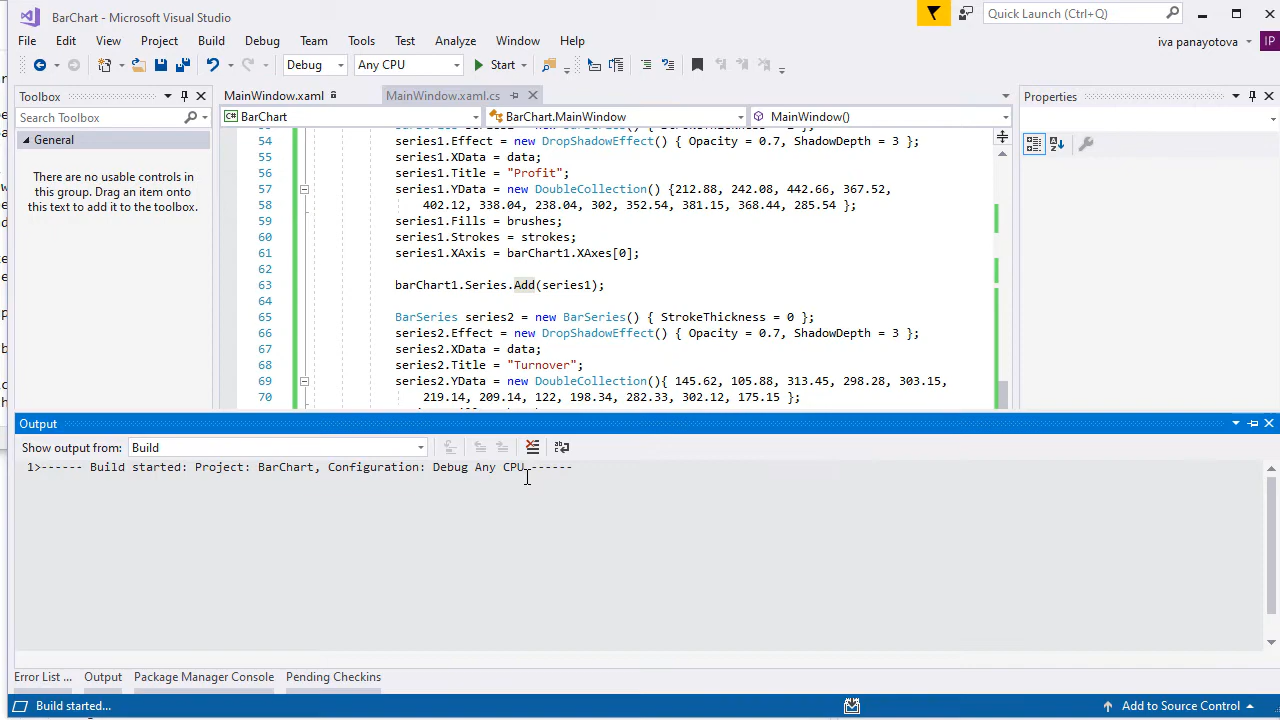 BarChart - Microsoft Visual Studio
Quick Launch (Ctrl+Q)
File Edit View Project Build Debug Team Tools Test Analyze Window Help
iva panayotova IP
Debug Any CPU Start
Toolbox
MainWindow.xaml MainWindow.xaml.cs
Properties
Search Toolbox
BarChart BarChart.MainWindow MainWindow()
General
There are no usable controls in
this group. Drag an item onto
this text to add it to the toolbox.
54 series1.Effect = new DropShadowEffect() { Opacity = 0.7, ShadowDepth = 3 };
55 series1.XData = data;
56 series1.Title = "Profit";
57 series1.YData = new DoubleCollection() {212.88, 242.08, 442.66, 367.52,
58 402.12, 338.04, 238.04, 302, 352.54, 381.15, 368.44, 285.54 };
59 series1.Fills = brushes;
60 series1.Strokes = strokes;
61 series1.XAxis = barChart1.XAxes[0];
62
63 barChart1.Series.Add(series1);
64
65 BarSeries series2 = new BarSeries() { StrokeThickness = 0 };
66 series2.Effect = new DropShadowEffect() { Opacity = 0.7, ShadowDepth = 3 };
67 series2.XData = data;
68 series2.Title = "Turnover";
69 series2.YData = new DoubleCollection(){ 145.62, 105.88, 313.45, 298.28, 303.15,
70 219.14, 209.14, 122, 198.34, 282.33, 302.12, 175.15 };
Output
Show output from: Build
1>------ Build started: Project: BarChart, Configuration: Debug Any CPU ------
Error List ... Output Package Manager Console Pending Checkins
Build started... Add to Source Control